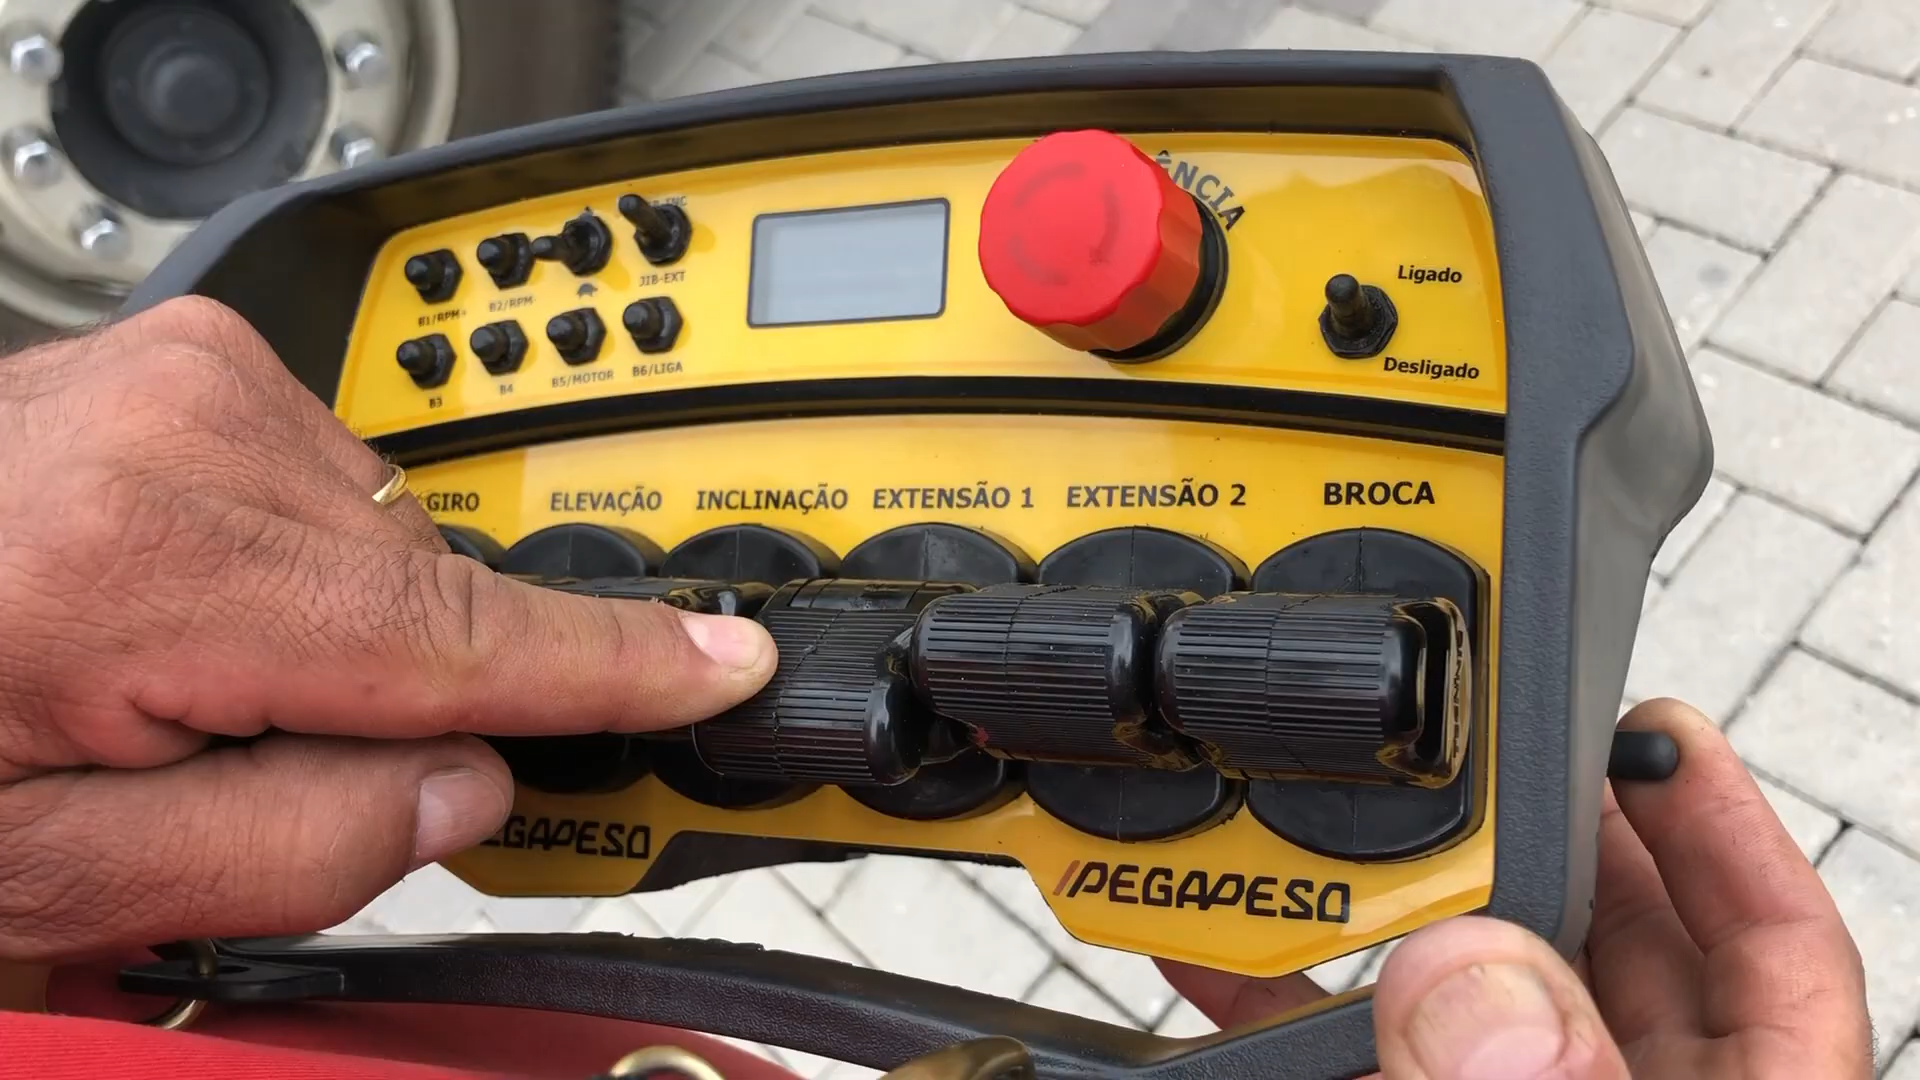 ÊNCIA
JIB-EXT
B1/RPM+
B2/RPM-
Ligado
Desligado
B3
B4
B5/MOTOR
B6/LIGA
GIRO
ELEVAÇÃO
INCLINAÇÃO
EXTENSÃO 1
EXTENSÃO 2
BROCA
EGAPESO
PEGAPESO